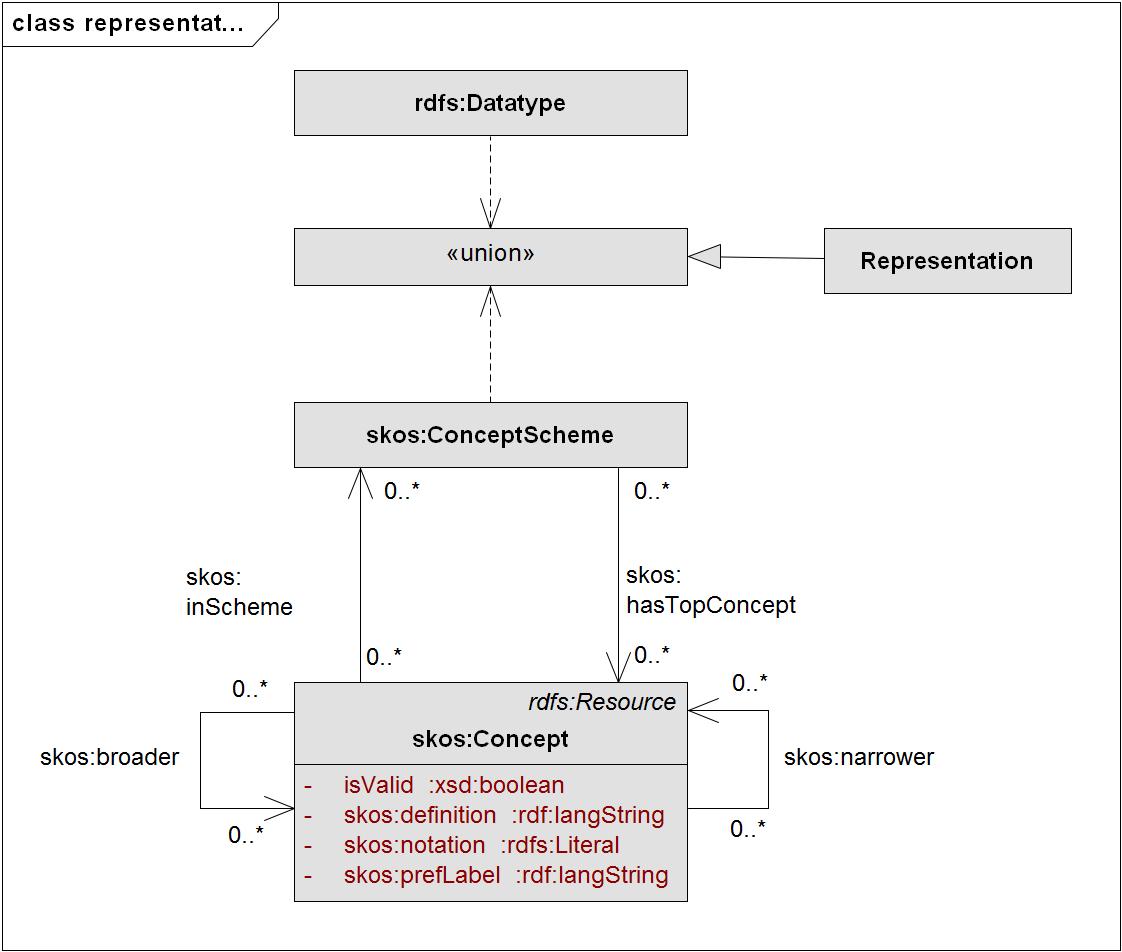 class representat...
rdfs:Datatype
«union»
Representation
skos:ConceptScheme
0..*
0..*
skos:
inScheme
skos:
hasTopConcept
0..*
0..*
0..*
rdfs:Resource
0..*
skos:Concept
skos:broader
skos:narrower
- isValid :xsd:boolean
- skos:definition :rdf:langString
- skos:notation :rdfs:Literal
- skos:prefLabel :rdf:langString
0..*
0..*